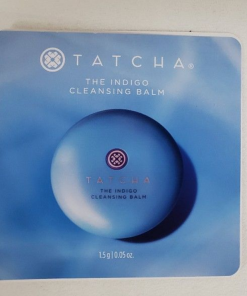 TATCHA®
THE INDIGO
CLEANSING BALM
TATCHA
THE INDIGO
CLEANSING BALM
1.5 g | 0.05 oz.